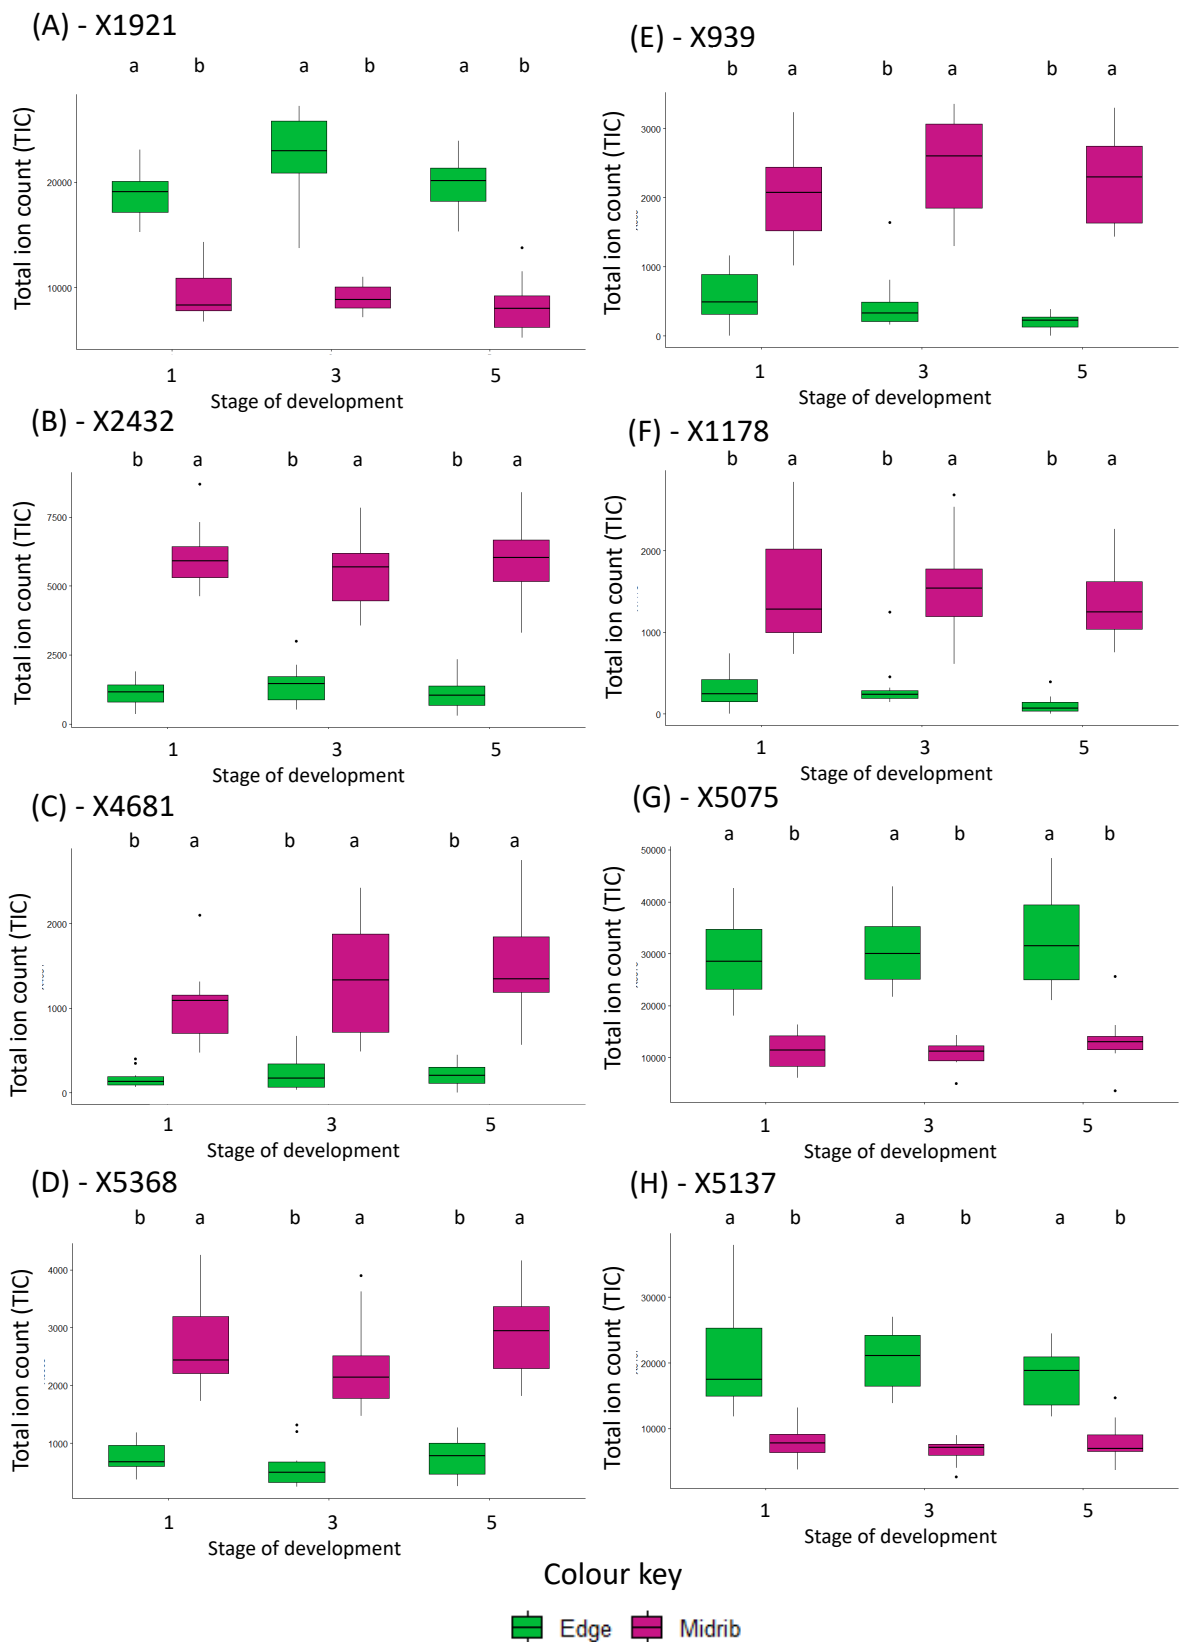 (A) - X1921
a b a b a b
Total ion count (TIC)
20000
10000
1 3 5
Stage of development
(B) - X2432
b a b a b a
Total ion count (TIC)
7500
5000
2500
0
1 3 5
Stage of development
(C) - X4681
b a b a b a
Total ion count (TIC)
2000
1000
0
1 3 5
Stage of development
(D) - X5368
b a b a b a
Total ion count (TIC)
4000
3000
2000
1000
1 3 5
Stage of development
(E) - X939
b a b a b a
Total ion count (TIC)
3000
2000
1000
0
1 3 5
Stage of development
(F) - X1178
b a b a b a
Total ion count (TIC)
2000
1000
0
1 3 5
Stage of development
(G) - X5075
a b a b a b
Total ion count (TIC)
50000
40000
30000
20000
10000
1 3 5
Stage of development
(H) - X5137
a b a b a b
Total ion count (TIC)
30000
20000
10000
1 3 5
Stage of development
Colour key
Edge Midrib